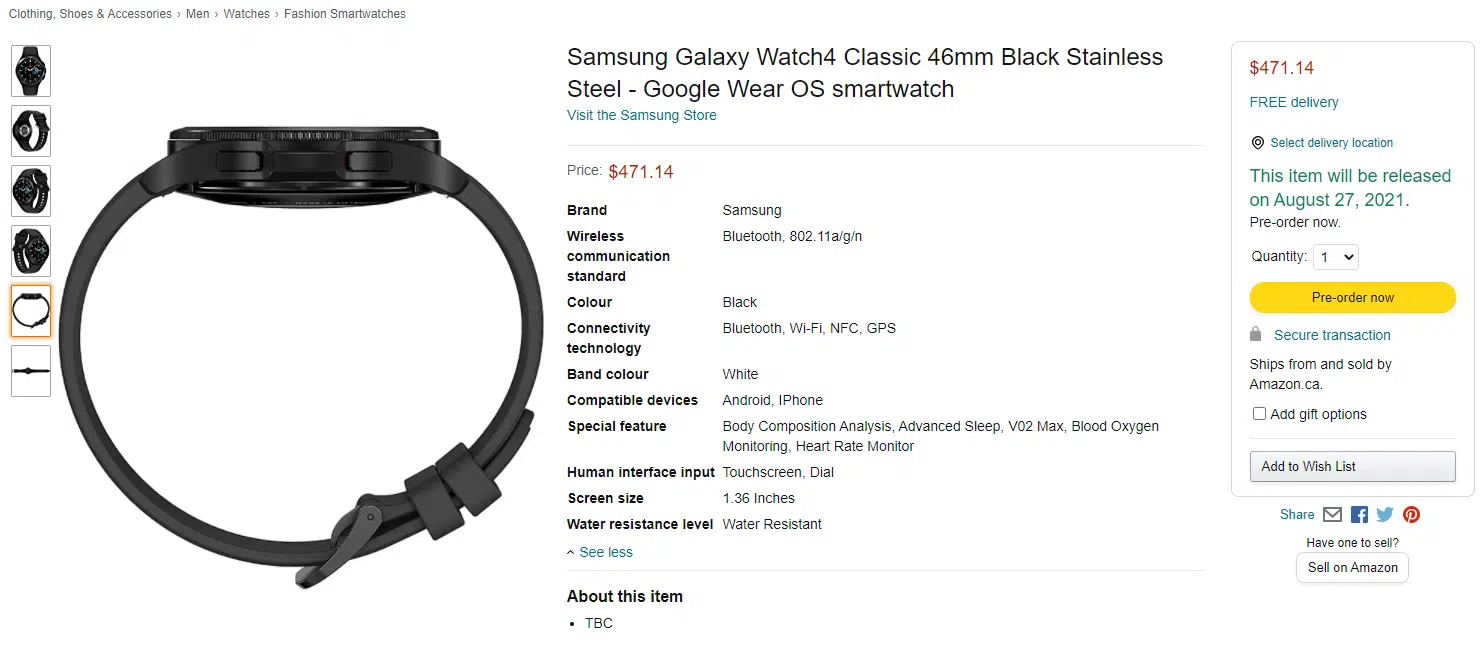 Clothing, Shoes & Accessories › Men › Watches › Fashion Smartwatches
Samsung Galaxy Watch4 Classic 46mm Black Stainless
Steel - Google Wear OS smartwatch
Visit the Samsung Store
Price: $471.14
Brand Samsung
Wireless communication standard Bluetooth, 802.11a/g/n
Colour Black
Connectivity technology Bluetooth, Wi-Fi, NFC, GPS
Band colour White
Compatible devices Android, IPhone
Special feature Body Composition Analysis, Advanced Sleep, V02 Max, Blood Oxygen
Monitoring, Heart Rate Monitor
Human interface input Touchscreen, Dial
Screen size 1.36 Inches
Water resistance level Water Resistant
See less
About this item
• TBC
$471.14
FREE delivery
Select delivery location
This item will be released
on August 27, 2021.
Pre-order now.
Quantity: 1
Pre-order now
Secure transaction
Ships from and sold by
Amazon.ca.
Add gift options
Add to Wish List
Share
Have one to sell?
Sell on Amazon